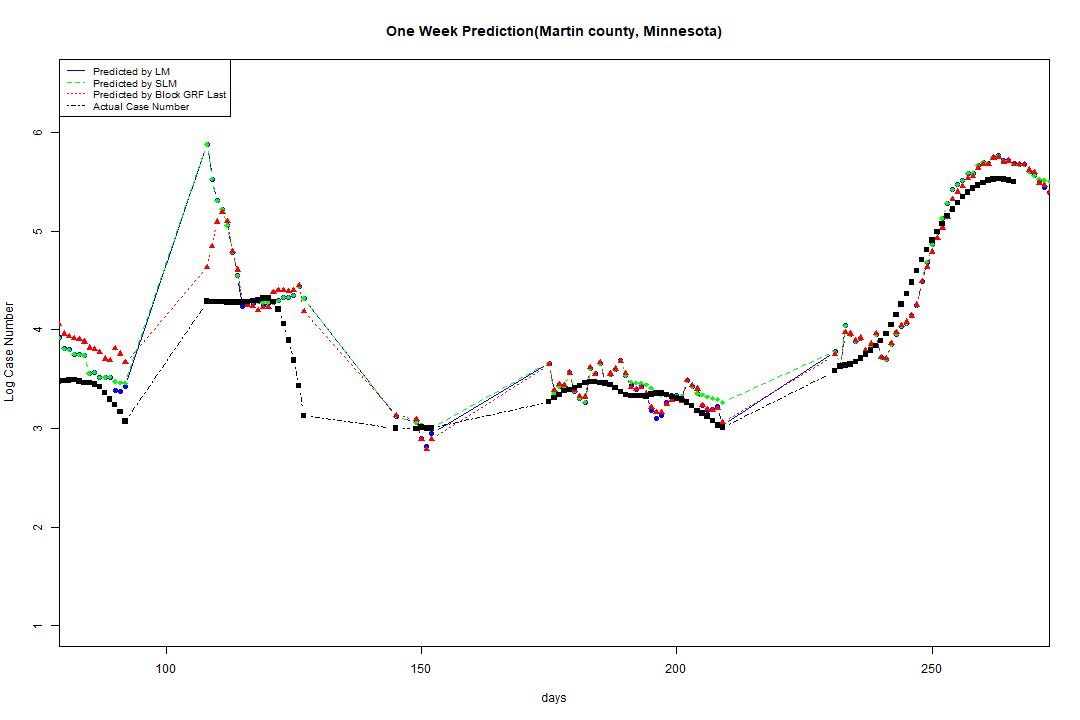 One Week Prediction(Martin county, Minnesota)
Predicted by LM
Predicted by SLM
Predicted by Block GRF Last
Actual Case Number
6
5
4
3
2
1
Log Case Number
100
150
200
250
days